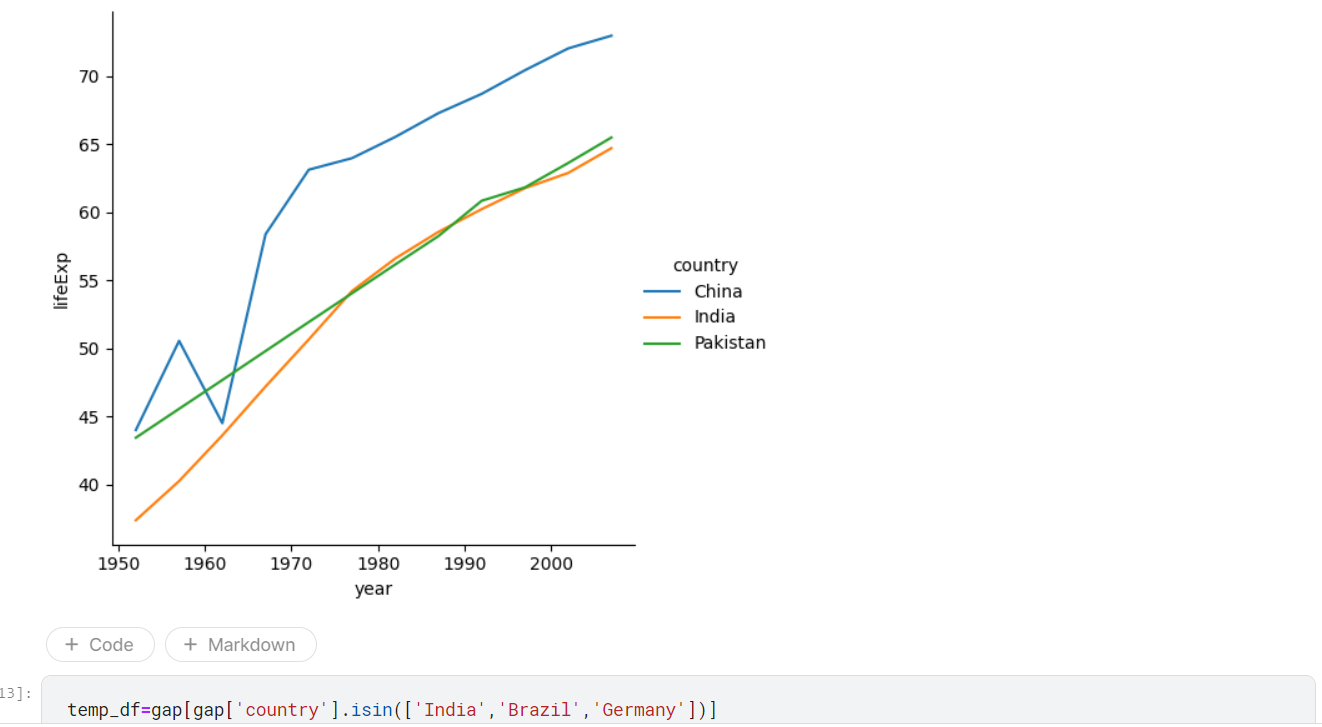 70
65
60
55
50
45
40
lifeExp
1950 1960 1970 1980 1990 2000
year
country
China
India
Pakistan
+ Code + Markdown
13]:
temp_df=gap[gap['country'].isin(['India','Brazil','Germany'])]